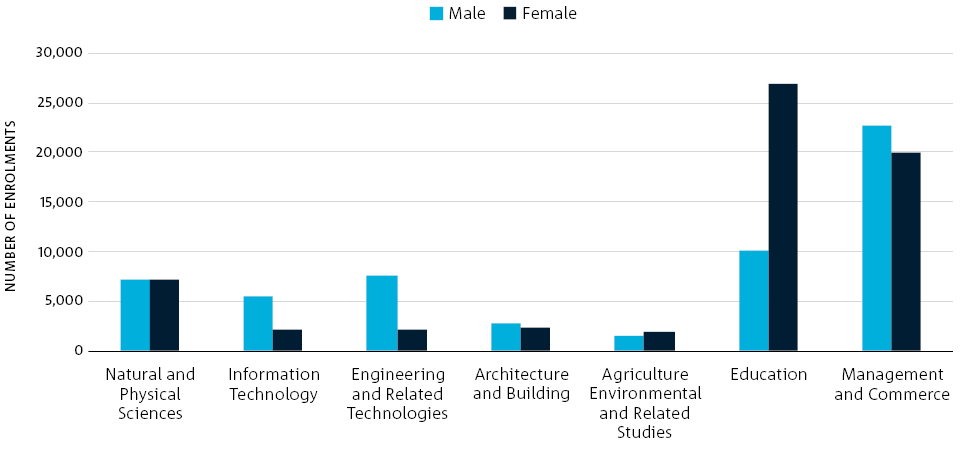 Male Female
30,000
25,000
20,000
15,000
10,000
5,000
0
NUMBER OF ENROLMENTS
Natural and
Physical
Sciences
Information
Technology
Engineering
and Related
Technologies
Architecture
and Building
Agriculture
Environmental
and Related
Studies
Education
Management
and Commerce